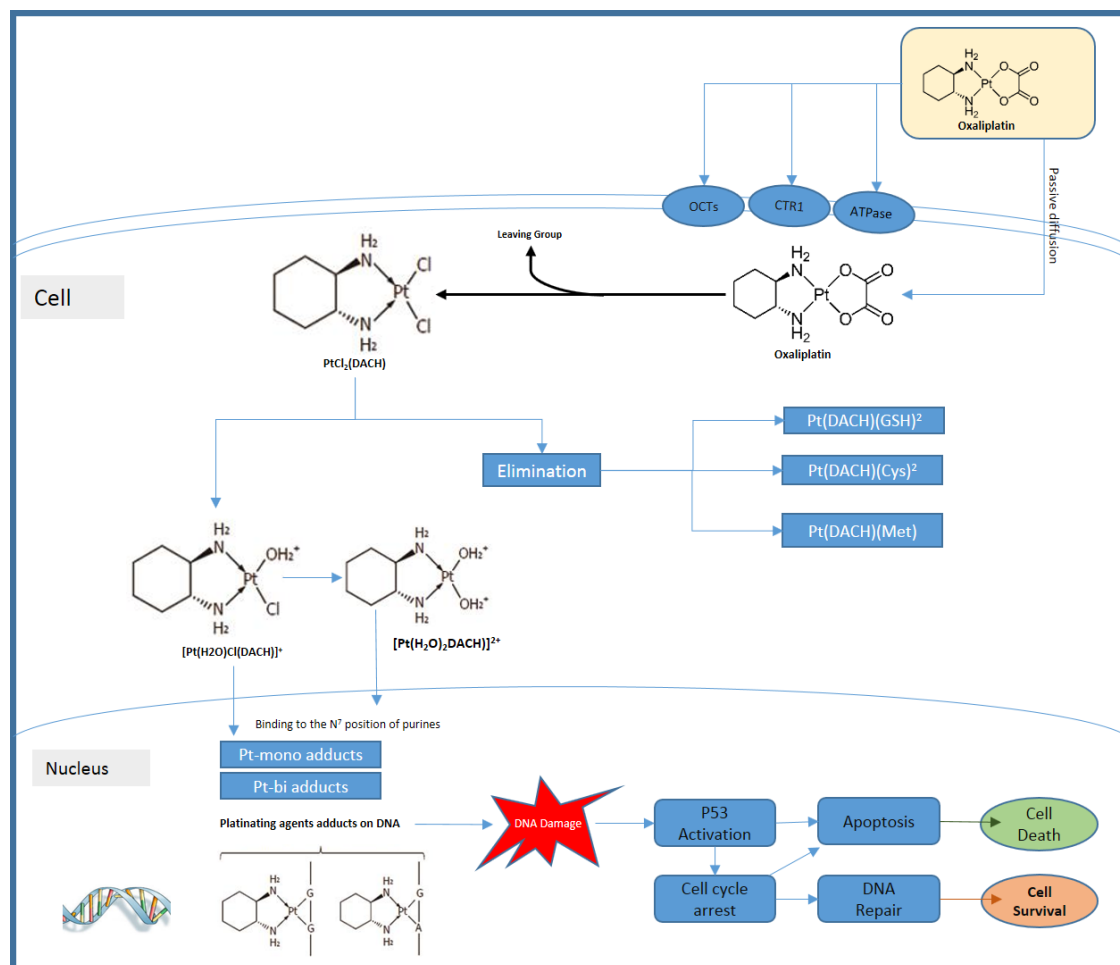 H₂
N
Pt
N
H₂
O
O
O
O
Oxaliplatin
Passive diffusion
OCTs
CTR1
ATPase
Cell
H₂
N
Pt
N
H₂
Cl
Cl
PtCl₂(DACH)
Leaving Group
H₂
N
Pt
N
H₂
O
O
O
O
Oxaliplatin
Elimination
Pt(DACH)(GSH)²
Pt(DACH)(Cys)²
Pt(DACH)(Met)
H₂
N
Pt
N
H₂
OH₂⁺
Cl
[Pt(H2O)Cl(DACH)]⁺
H₂
N
Pt
N
H₂
OH₂⁺
OH₂⁺
[Pt(H₂O)₂DACH)]²⁺
Nucleus
Binding to the N⁷ position of purines
Pt-mono adducts
Pt-bi adducts
Platinating agents adducts on DNA
H₂
N
Pt
N
H₂
G
G
H₂
N
Pt
N
H₂
G
A
DNA Damage
P53
Activation
Apoptosis
Cell
Death
Cell cycle
arrest
DNA
Repair
Cell
Survival